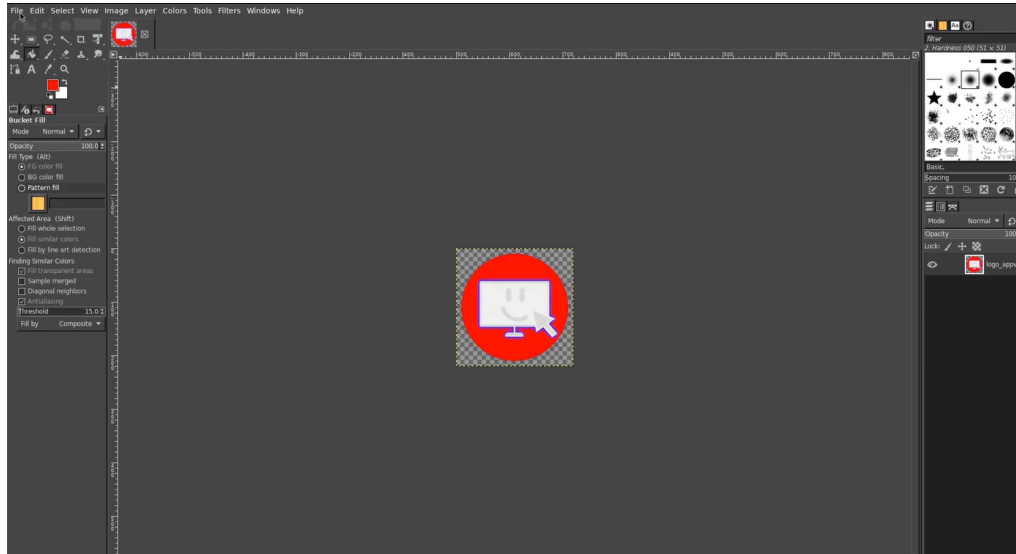 File Edit Select View Image Layer Colors Tools Filters Windows Help
Bucket Fill
Mode Normal
Opacity 100.0
Fill Type (Alt)
FG color fill
BG color fill
Pattern fill
Affected Area (Shift)
Fill whole selection
Fill similar colors
Fill by line art detection
Finding Similar Colors
Fill transparent areas
Sample merged
Diagonal neighbors
Antialiasing
Threshold 15.0
Fill by Composite
filter
2. Hardness 050 (51 × 51)
Basic,
Spacing 10
Mode Normal
Opacity 100
Lock:
logo_appv